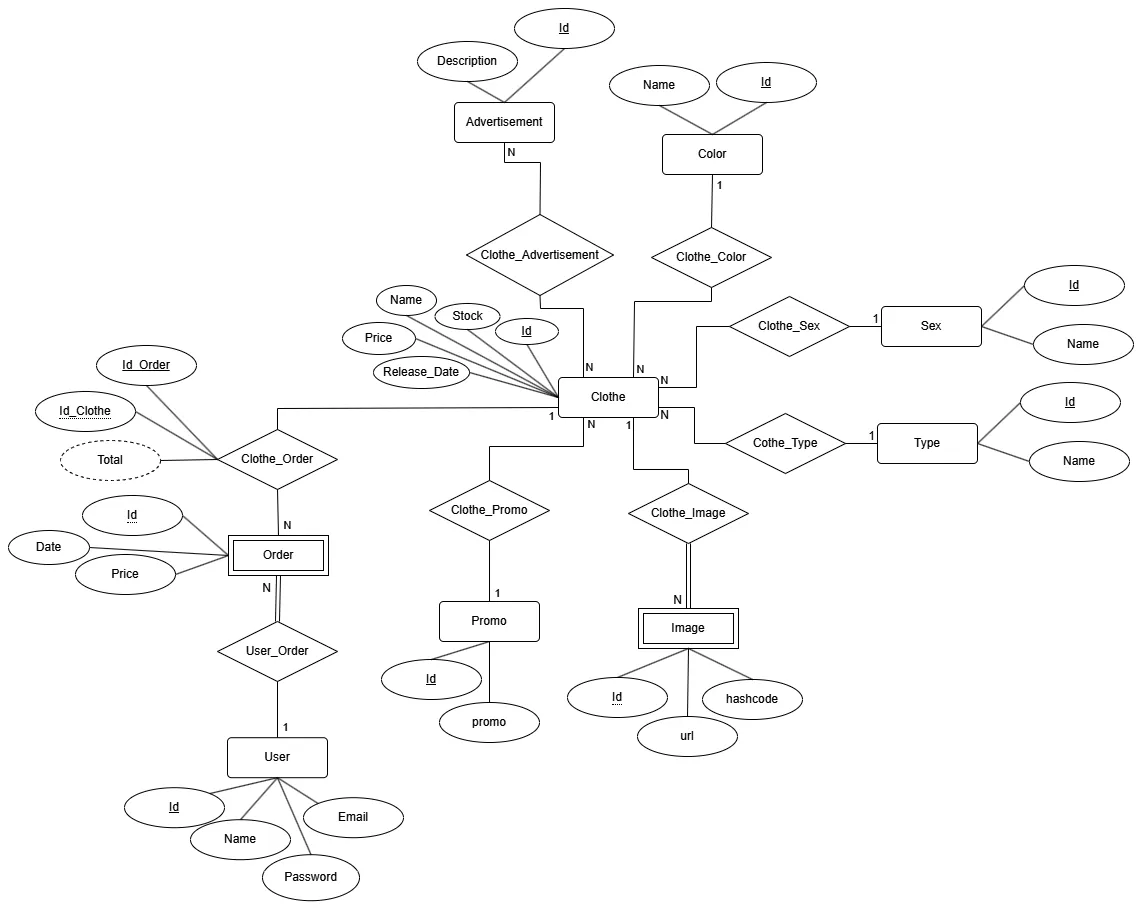 Id
Description
Advertisement
N
Clothe_Advertisement
N
Name
Id
Color
1
Clothe_Color
N
Id
Name
Sex
1
Clothe_Sex
N
Id
Name
Type
1
Cothe_Type
N
Name
Stock
Id
Price
Release_Date
Clothe
1
N
1
Id_Order
Id_Clothe
Total
Clothe_Order
N
Id
Date
Price
Order
N
User_Order
1
User
Id
Name
Password
Email
Clothe_Promo
1
Promo
Id
promo
Clothe_Image
N
Image
Id
url
hashcode